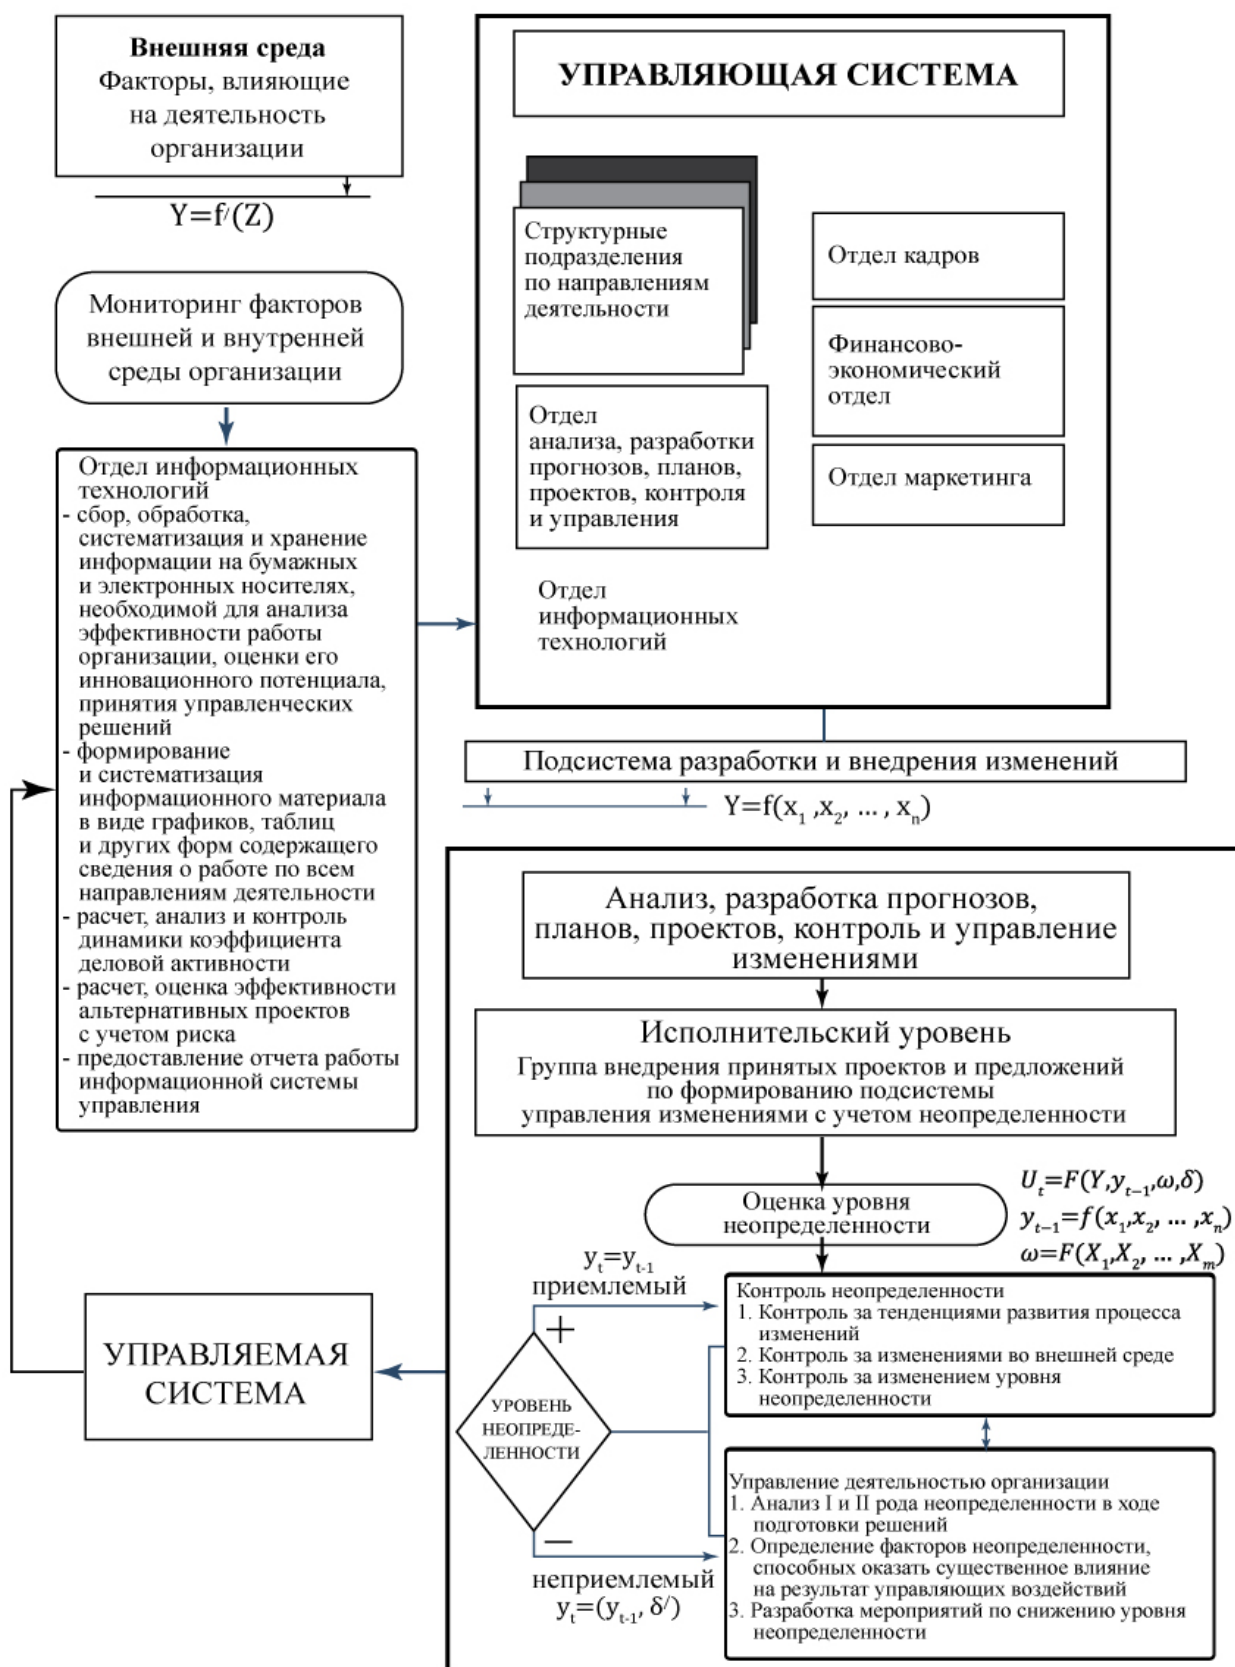 Внешняя среда
Факторы, влияющие
на деятельность
организации
Y=f/(Z)
Мониторинг факторов
внешней и внутренней
среды организации
Отдел информационных
технологий
- сбор, обработка,
систематизация и хранение
информации на бумажных
и электронных носителях,
необходимой для анализа
эффективности работы
организации, оценки его
инновационного потенциала,
принятия управленческих
решений
- формирование
и систематизация
информационного материала
в виде графиков, таблиц
и других форм содержащего
сведения о работе по всем
направлениям деятельности
- расчет, анализ и контроль
динамики коэффициента
деловой активности
- расчет, оценка эффективности
альтернативных проектов
с учетом риска
- предоставление отчета работы
информационной системы
управления
УПРАВЛЯЮЩАЯ СИСТЕМА
Структурные
подразделения
по направлениям
деятельности
Отдел
анализа, разработки
прогнозов, планов,
проектов, контроля
и управления
Отдел
информационных
технологий
Отдел кадров
Финансово-
экономический
отдел
Отдел маркетинга
Подсистема разработки и внедрения изменений
Y=f(x₁ ,x₂, ... , xₙ)
Анализ, разработка прогнозов,
планов, проектов, контроль и управление
изменениями
Исполнительский уровень
Группа внедрения принятых проектов и предложений
по формированию подсистемы
управления изменениями с учетом неопределенности
Оценка уровня
неопределенности
Uₜ=F(Y,yₜ₋₁,ω,δ)
yₜ₋₁=f(x₁,x₂, ... ,xₙ)
ω=F(X₁,X₂, ... ,Xₘ)
yₜ=yₜ₋₁
приемлемый
+
УРОВЕНЬ
НЕОПРЕДЕ-
ЛЕННОСТИ
—
неприемлемый
yₜ=(yₜ₋₁, δ/)
Контроль неопределенности
1. Контроль за тенденциями развития процесса
изменений
2. Контроль за изменениями во внешней среде
3. Контроль за изменением уровня
неопределенности
Управление деятельностью организации
1. Анализ I и II рода неопределенности в ходе
подготовки решений
2. Определение факторов неопределенности,
способных оказать существенное влияние
на результат управляющих воздействий
3. Разработка мероприятий по снижению уровня
неопределенности
УПРАВЛЯЕМАЯ
СИСТЕМА